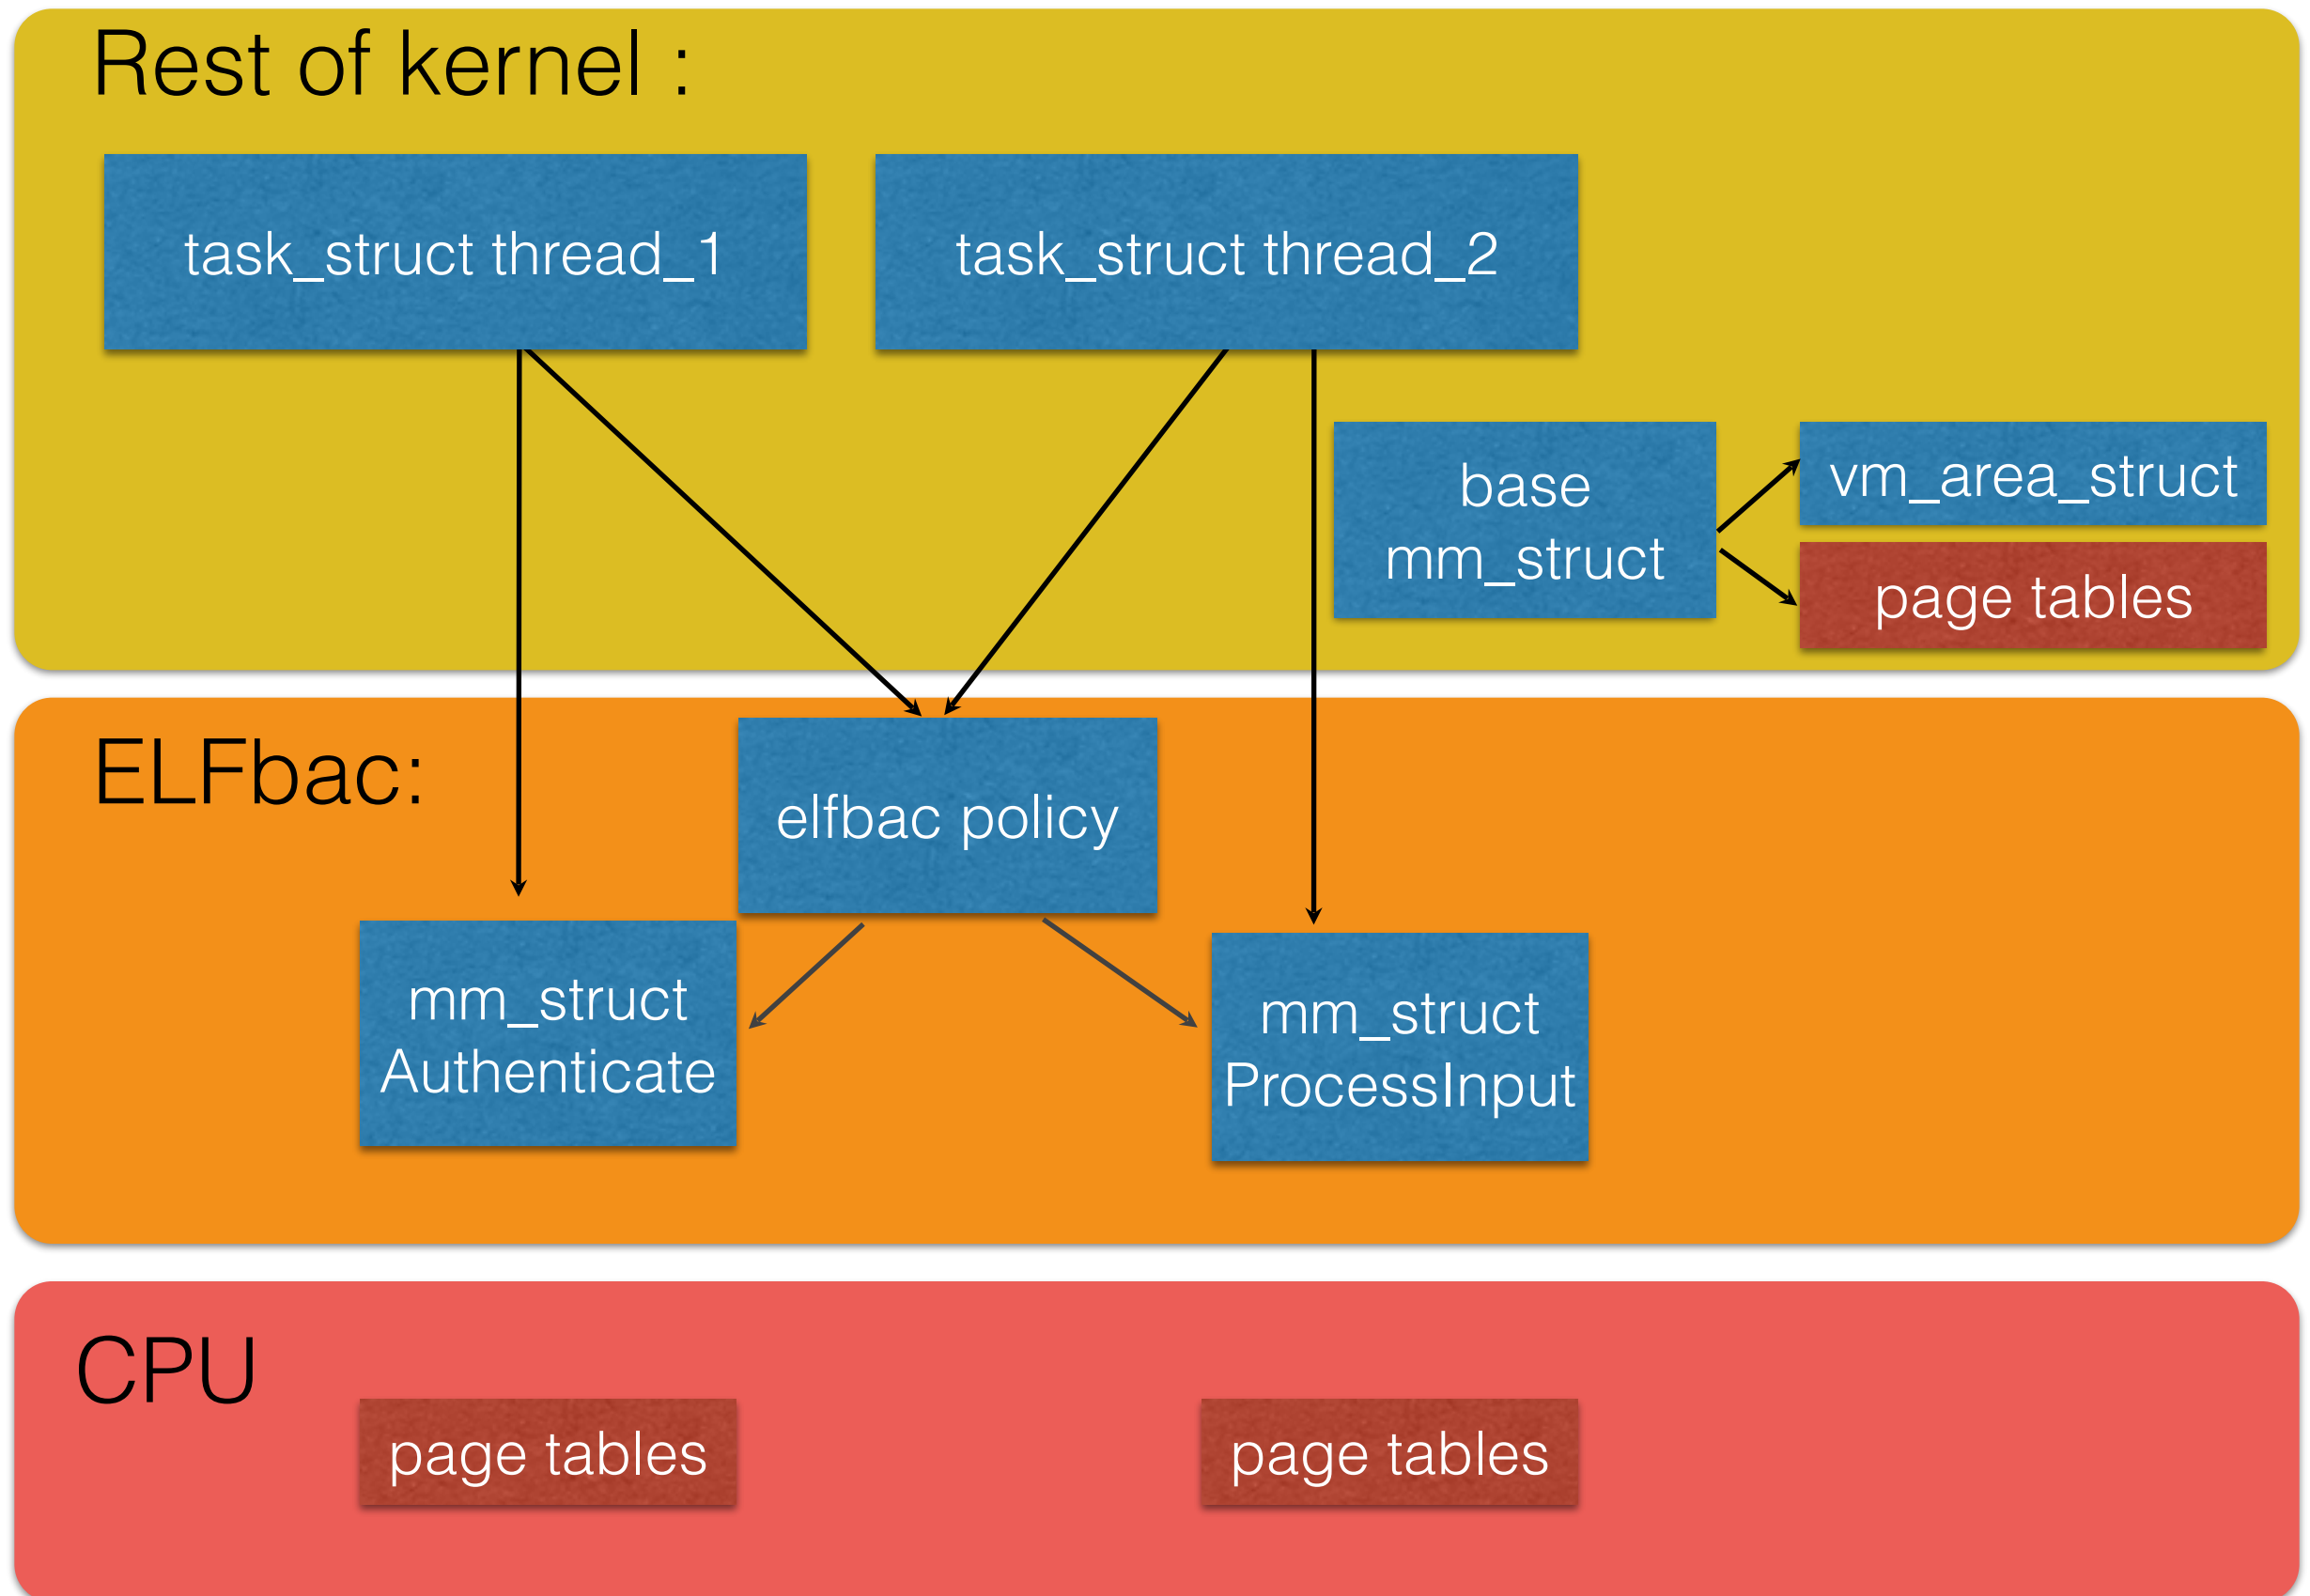 Rest of kernel :
task_struct thread_1
task_struct thread_2
base
mm_struct
vm_area_struct
page tables
ELFbac:
elfbac policy
mm_struct
Authenticate
mm_struct
ProcessInput
CPU
page tables
page tables